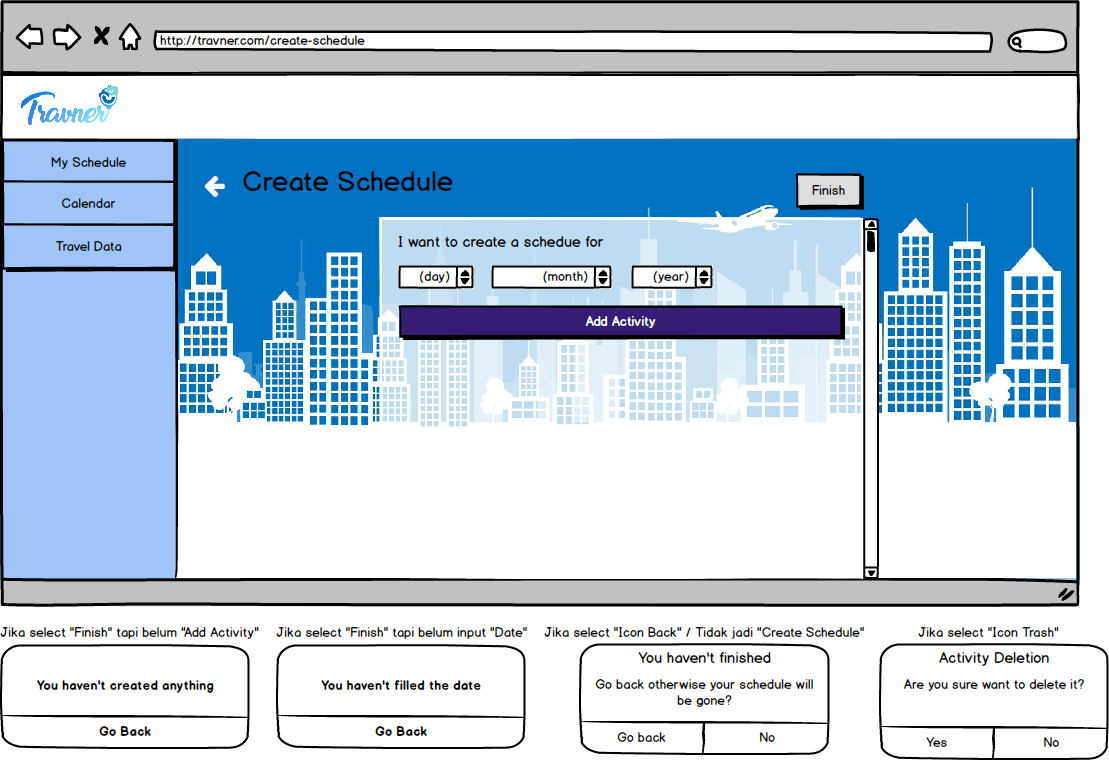 http://travner.com/create-schedule
Travner
My Schedule
Calendar
Travel Data
Create Schedule
Finish
I want to create a schedue for
(day)
(month)
(year)
Add Activity
Jika select "Finish" tapi belum "Add Activity"
You haven't created anything
Go Back
Jika select "Finish" tapi belum input "Date"
You haven't filled the date
Go Back
Jika select "Icon Back" / Tidak jadi "Create Schedule"
You haven't finished
Go back otherwise your schedule will
be gone?
Go back
No
Jika select "Icon Trash"
Activity Deletion
Are you sure want to delete it?
Yes
No